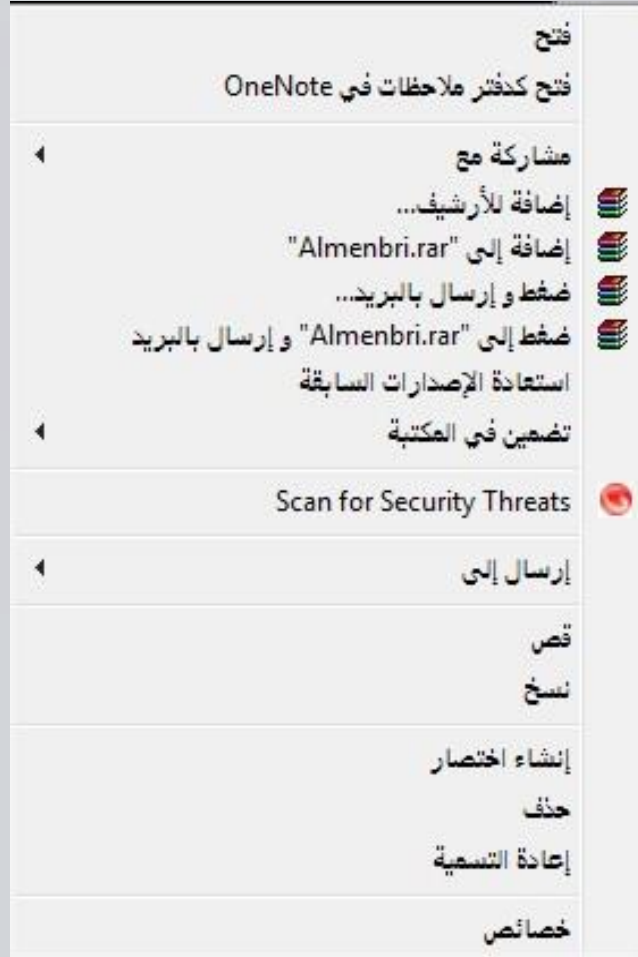 فتح
فتح كدفتر ملاحظات في OneNote
مشاركة مع
إضافة للأرشيف...
إضافة إلى "Almenbri.rar"
ضغط و إرسال بالبريد...
ضغط إلى "Almenbri.rar" و إرسال بالبريد
استعادة الإصدارات السابقة
تضمين في المكتبة
Scan for Security Threats
إرسال إلى
قص
نسخ
إنشاء اختصار
حذف
إعادة التسمية
خصائص